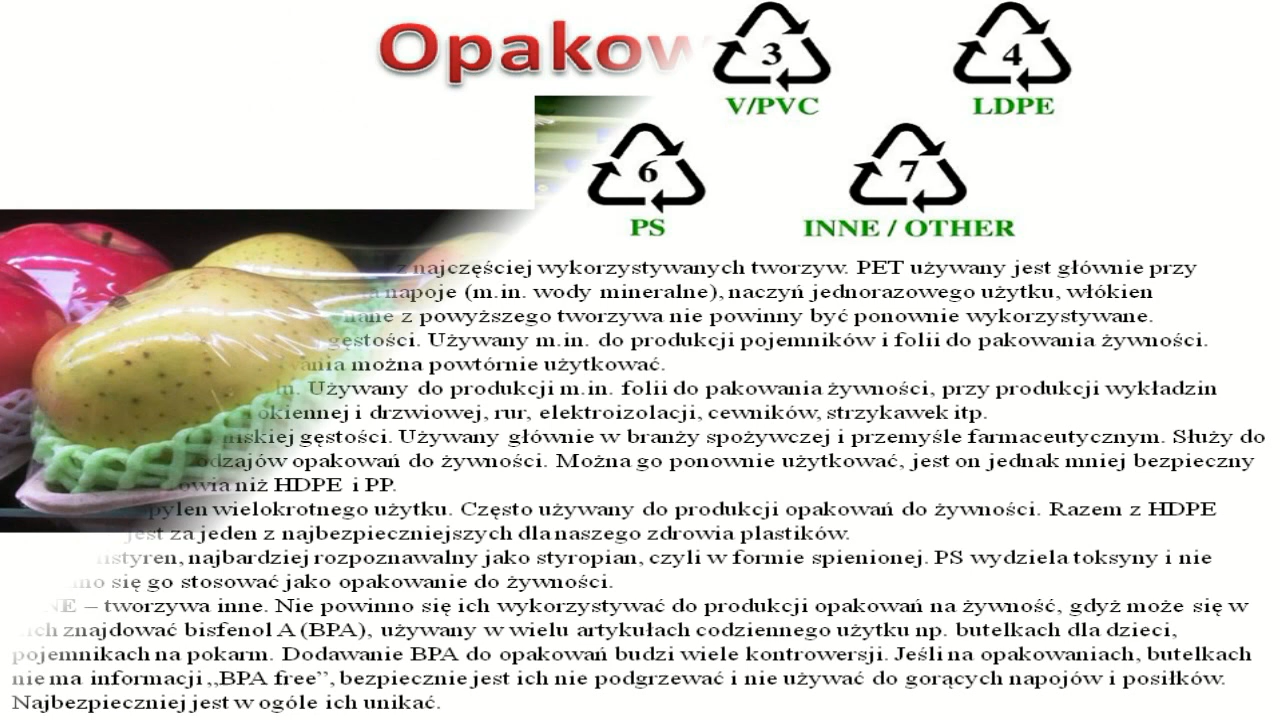 3 4
V/PVC LDPE
6 7
PS INNE / OTHER
z najczęściej wykorzystywanych tworzyw. PET używany jest głównie przy
napoje (m.in. wody mineralne), naczyń jednorazowego użytku, włókien
z powyższego tworzywa nie powinny być ponownie wykorzystywane.
gęstości. Używany m.in. do produkcji pojemników i folii do pakowania żywności.
można powtórnie użytkować.
Używany do produkcji m.in. folii do pakowania żywności, przy produkcji wykładzin
okiennej i drzwiowej, rur, elektroizolacji, cewników, strzykawek itp.
gęstości. Używany głównie w branży spożywczej i przemyśle farmaceutycznym. Służy do
opakowań do żywności. Można go ponownie użytkować, jest on jednak mniej bezpieczny
niż HDPE i PP.
wielokrotnego użytku. Często używany do produkcji opakowań do żywności. Razem z HDPE
jest za jeden z najbezpieczniejszych dla naszego zdrowia plastików.
najbardziej rozpoznawalny jako styropian, czyli w formie spienionej. PS wydziela toksyny i nie
się go stosować jako opakowanie do żywności.
– tworzywa inne. Nie powinno się ich wykorzystywać do produkcji opakowań na żywność, gdyż może się w
znajdować bisfenol A (BPA), używany w wielu artykułach codziennego użytku np. butelkach dla dzieci,
pojemnikach na pokarm. Dodawanie BPA do opakowań budzi wiele kontrowersji. Jeśli na opakowaniach, butelkach
nie ma informacji „BPA free”, bezpiecznie jest ich nie podgrzewać i nie używać do gorących napojów i posiłków.
Najbezpieczniej jest w ogóle ich unikać.